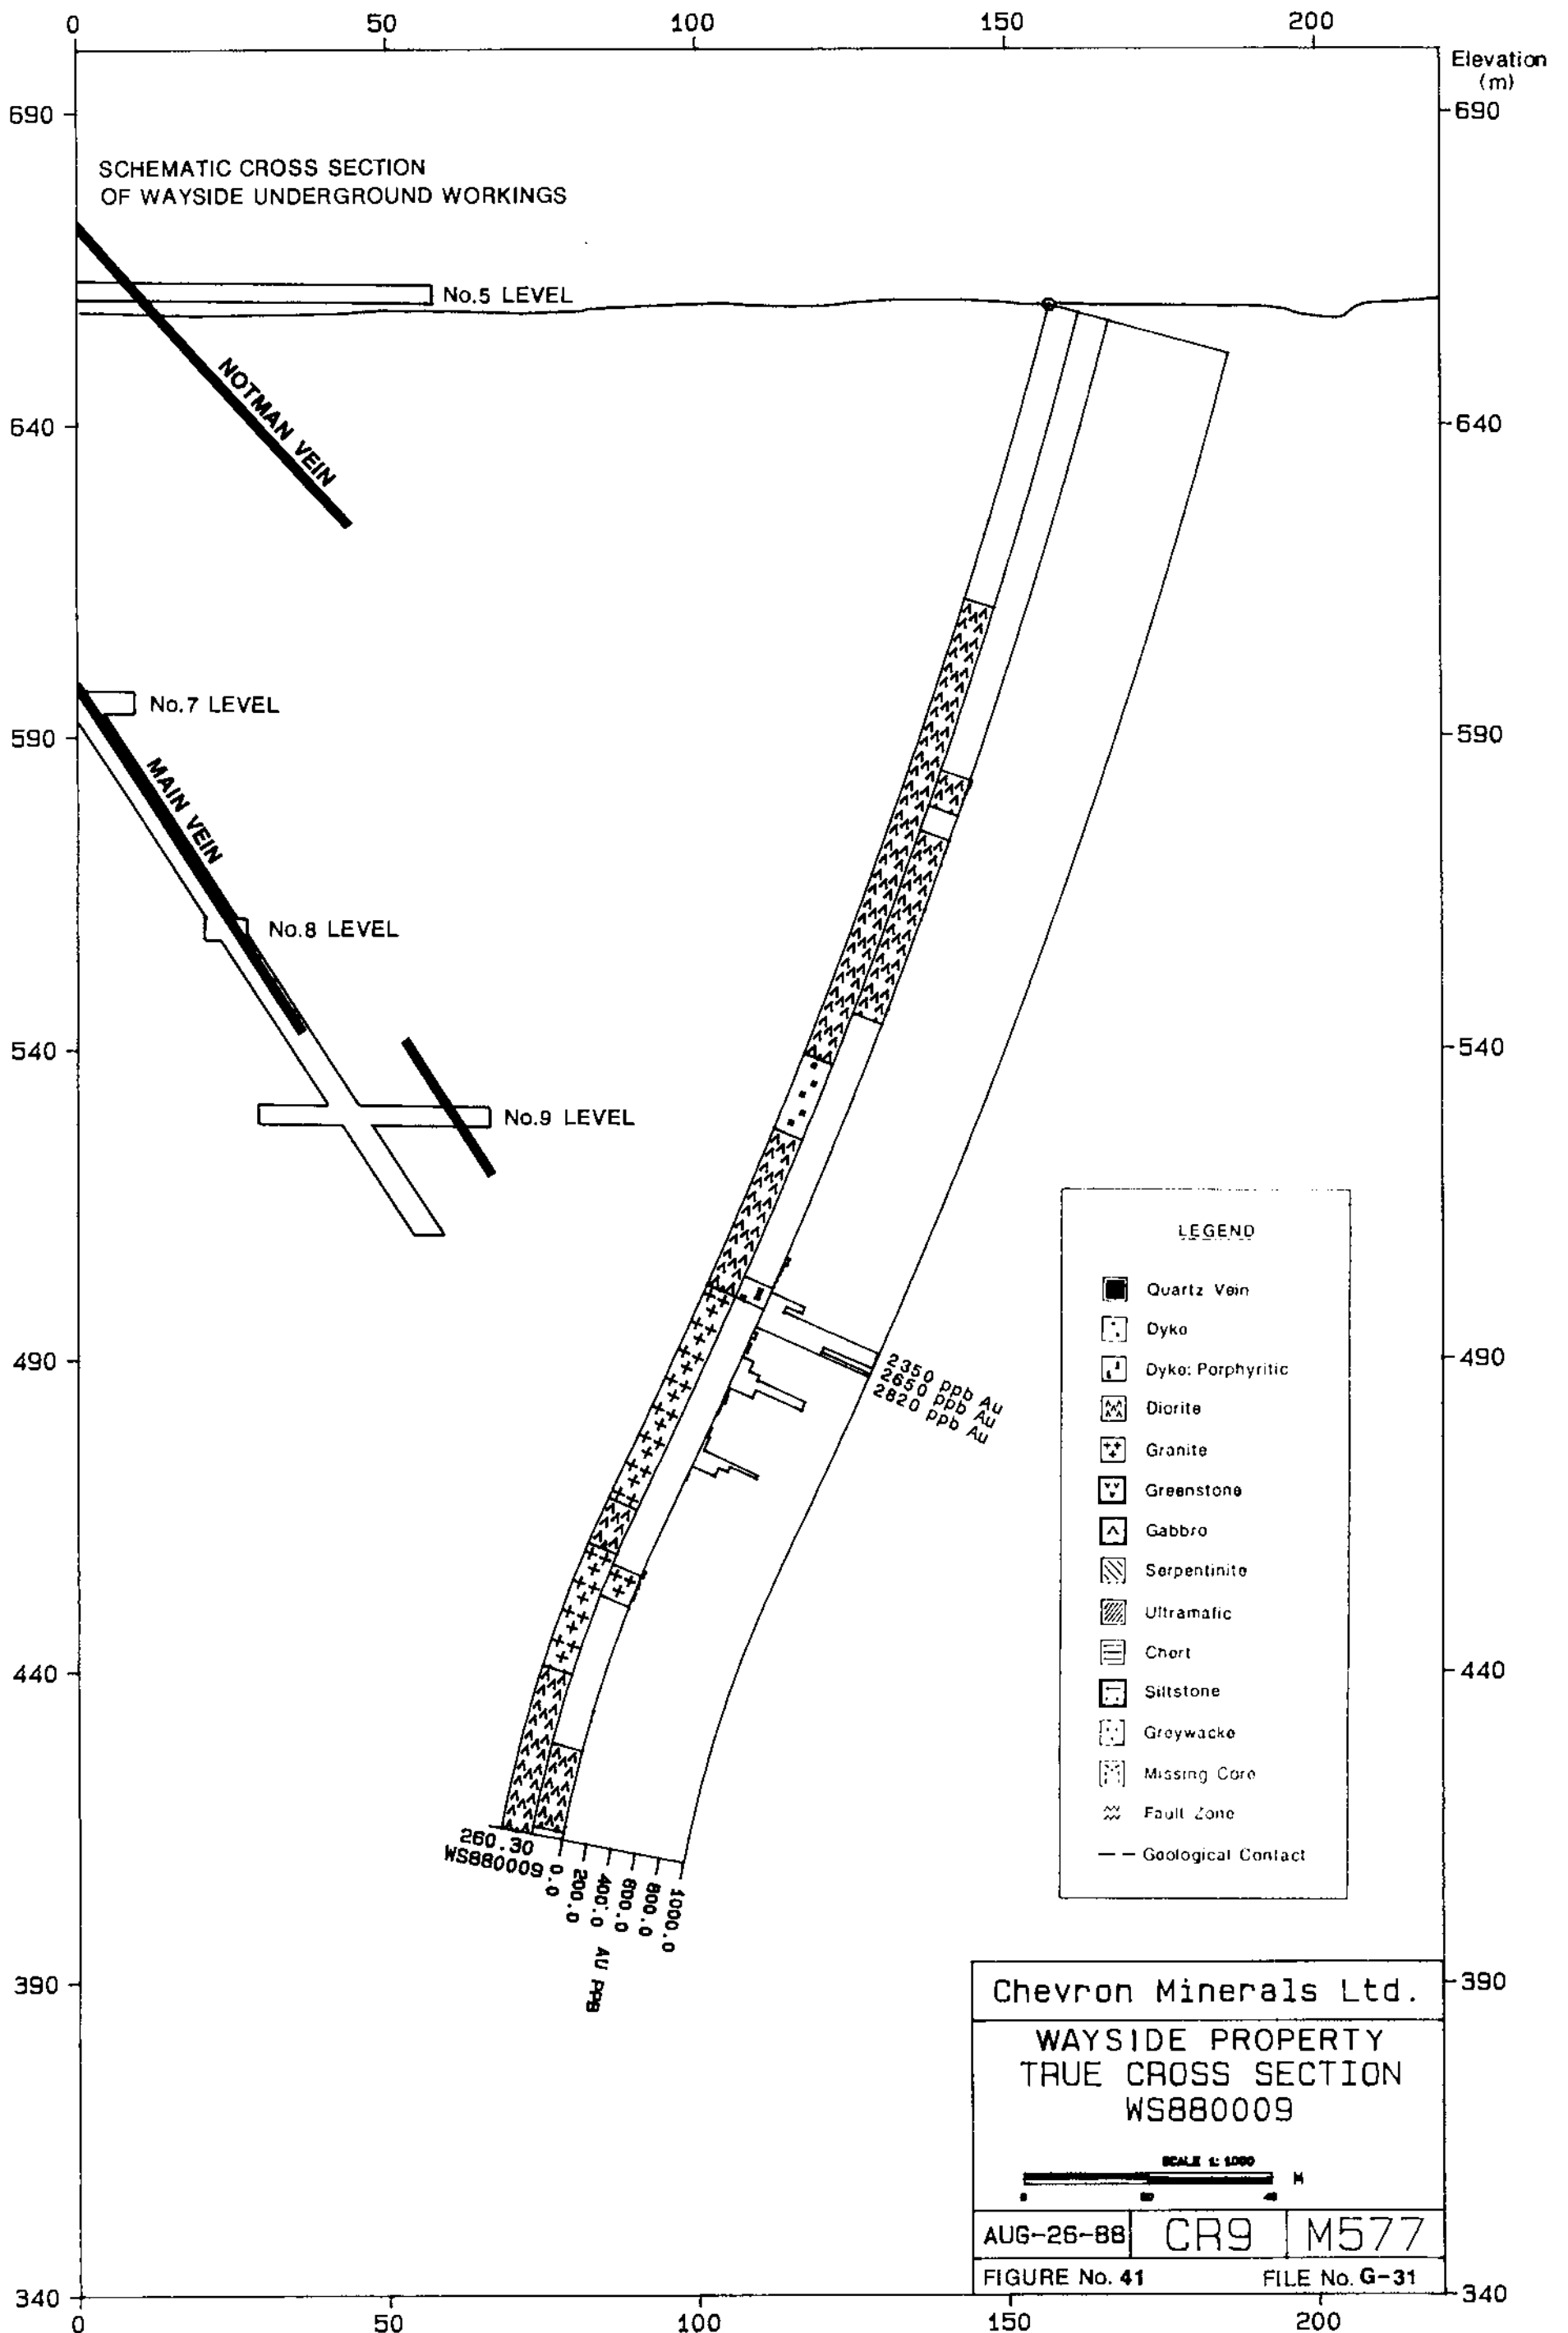 0 50 100 150 200
Elevation
(m)
690 690
SCHEMATIC CROSS SECTION
OF WAYSIDE UNDERGROUND WORKINGS
No.5 LEVEL
NOTMAN VEIN
640 640
No.7 LEVEL
590 590
MAIN VEIN
No.8 LEVEL
540 540
No.9 LEVEL
LEGEND
Quartz Vein
Dyke
Dyke: Porphyritic
Diorite
Granite
Greenstone
Gabbro
Serpentinite
Ultramafic
Chert
Siltstone
Greywacke
Missing Core
Fault Zone
Geological Contact
490 490
2350 ppb Au
2650 ppb Au
2820 ppb Au
440 440
260.30
WS880009
0.0
200.0
400.0
600.0
800.0
1000.0
AU PPB
390 390
Chevron Minerals Ltd.
WAYSIDE PROPERTY
TRUE CROSS SECTION
WS880009
SCALE 1: 1000
M
AUG-26-88 CR9 M577
FIGURE No. 41 FILE No. G-31
340 340
0 50 100 150 200